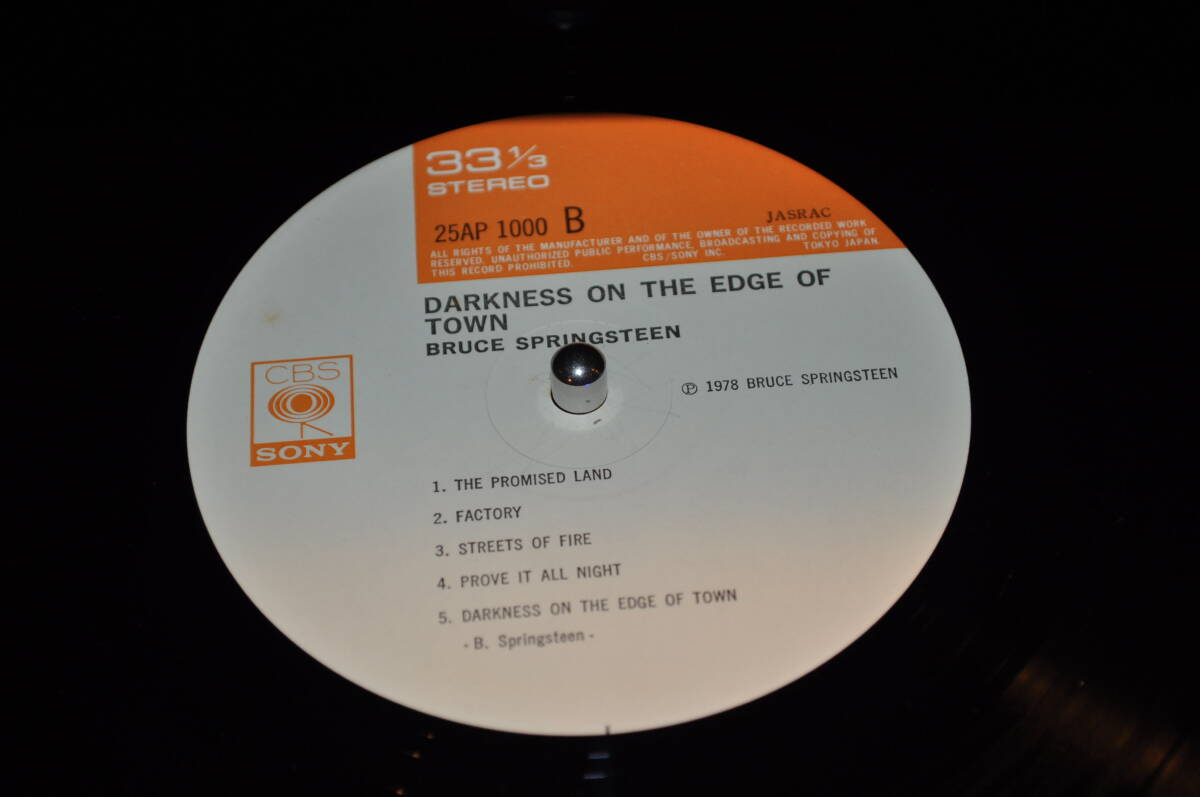 33 1/3
STEREO
25AP 1000 B
JASRAC
ALL RIGHTS OF THE MANUFACTURER AND OF THE OWNER OF THE RECORDED WORK
RESERVED. UNAUTHORIZED PUBLIC PERFORMANCE, BROADCASTING AND COPYING OF
THIS RECORD PROHIBITED. CBS/SONY INC. TOKYO JAPAN.
DARKNESS ON THE EDGE OF
TOWN
BRUCE SPRINGSTEEN
CBS
SONY
℗ 1978 BRUCE SPRINGSTEEN
1. THE PROMISED LAND
2. FACTORY
3. STREETS OF FIRE
4. PROVE IT ALL NIGHT
5. DARKNESS ON THE EDGE OF TOWN
- B. Springsteen -